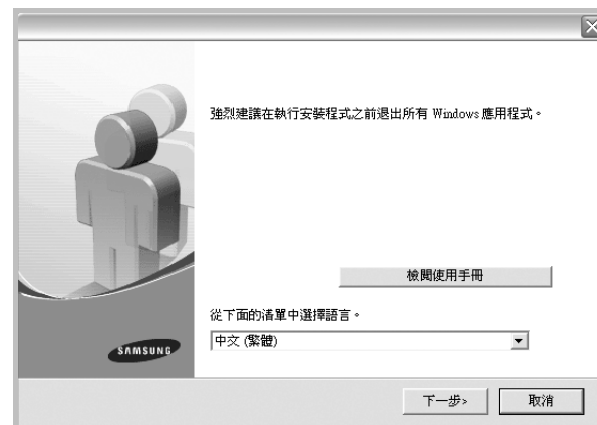 強烈建議在執行安裝程式之前退出所有 Windows 應用程式。
檢閱使用手冊
從下面的清單中選擇語言。
中文 (繁體)
SAMSUNG
下一步>
取消